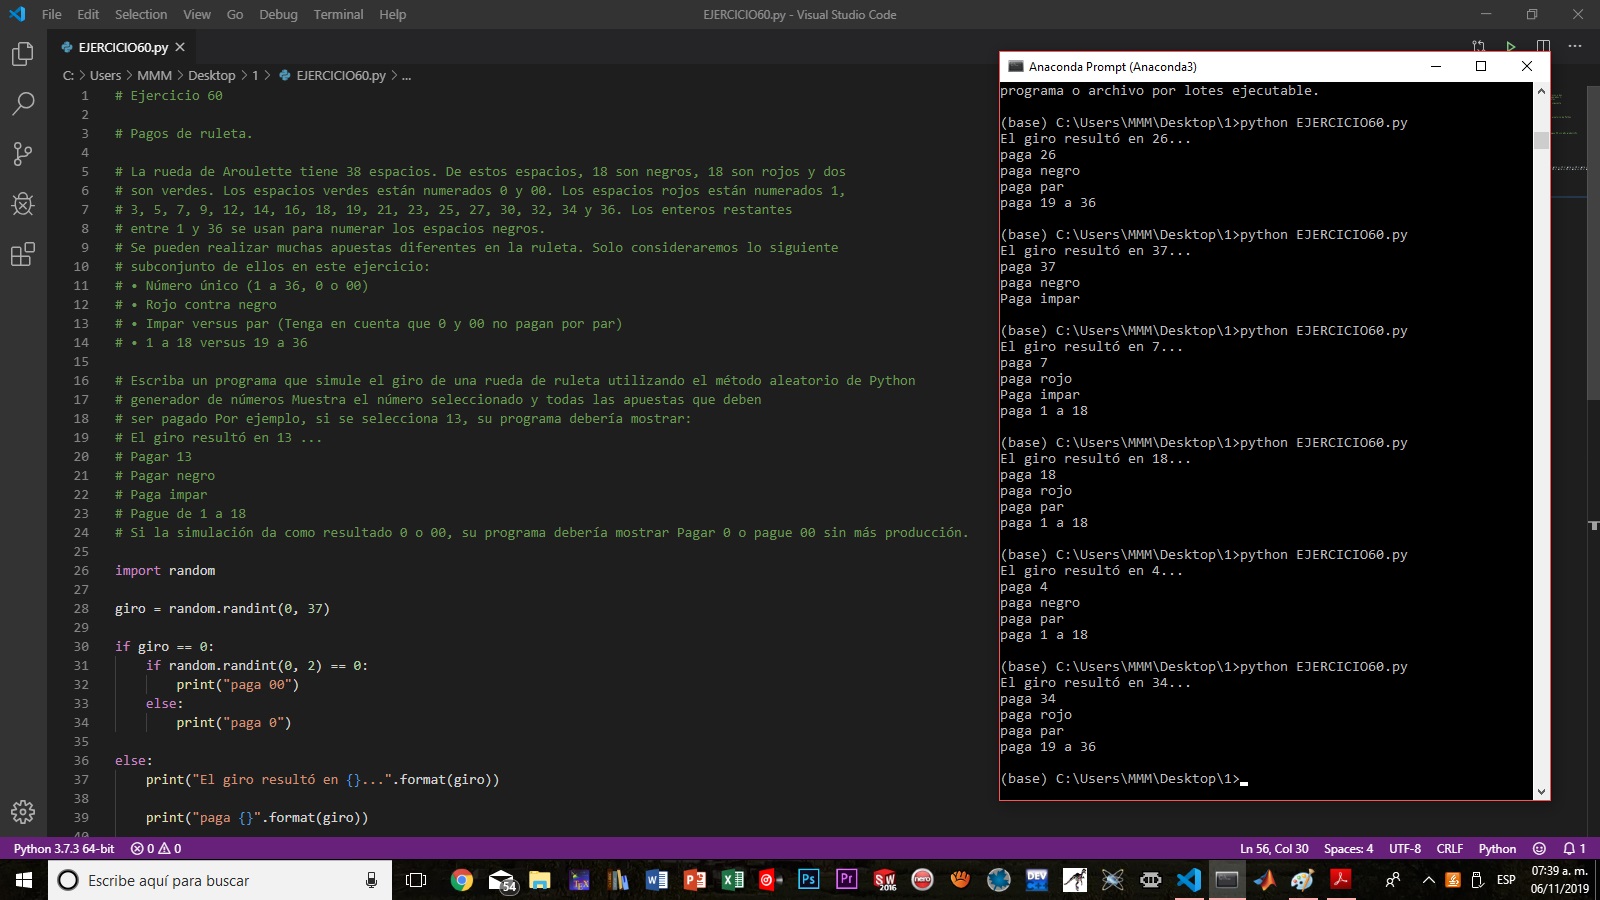 File Edit Selection View Go Debug Terminal Help
EJERCICIO60.py - Visual Studio Code
EJERCICIO60.py
C: > Users > MMM > Desktop > 1 > EJERCICIO60.py > ...
1 # Ejercicio 60
2
3 # Pagos de ruleta.
4
5 # La rueda de Aroulette tiene 38 espacios. De estos espacios, 18 son negros, 18 son rojos y dos
6 # son verdes. Los espacios verdes están numerados 0 y 00. Los espacios rojos están numerados 1,
7 # 3, 5, 7, 9, 12, 14, 16, 18, 19, 21, 23, 25, 27, 30, 32, 34 y 36. Los enteros restantes
8 # entre 1 y 36 se usan para numerar los espacios negros.
9 # Se pueden realizar muchas apuestas diferentes en la ruleta. Solo consideraremos lo siguiente
10 # subconjunto de ellos en este ejercicio:
11 # • Número único (1 a 36, 0 o 00)
12 # • Rojo contra negro
13 # • Impar versus par (Tenga en cuenta que 0 y 00 no pagan por par)
14 # • 1 a 18 versus 19 a 36
15
16 # Escriba un programa que simule el giro de una rueda de ruleta utilizando el método aleatorio de Python
17 # generador de números Muestra el número seleccionado y todas las apuestas que deben
18 # ser pagado Por ejemplo, si se selecciona 13, su programa debería mostrar:
19 # El giro resultó en 13 ...
20 # Pagar 13
21 # Pagar negro
22 # Paga impar
23 # Pague de 1 a 18
24 # Si la simulación da como resultado 0 o 00, su programa debería mostrar Pagar 0 o pague 00 sin más producción.
25
26 import random
27
28 giro = random.randint(0, 37)
29
30 if giro == 0:
31 if random.randint(0, 2) == 0:
32 print("paga 00")
33 else:
34 print("paga 0")
35
36 else:
37 print("El giro resultó en {}...".format(giro))
38
39 print("paga {}".format(giro))
40
Anaconda Prompt (Anaconda3)
programa o archivo por lotes ejecutable.
(base) C:\Users\MMM\Desktop\1>python EJERCICIO60.py
El giro resultó en 26...
paga 26
paga negro
paga par
paga 19 a 36
(base) C:\Users\MMM\Desktop\1>python EJERCICIO60.py
El giro resultó en 37...
paga 37
paga negro
Paga impar
(base) C:\Users\MMM\Desktop\1>python EJERCICIO60.py
El giro resultó en 7...
paga 7
paga rojo
Paga impar
paga 1 a 18
(base) C:\Users\MMM\Desktop\1>python EJERCICIO60.py
El giro resultó en 18...
paga 18
paga rojo
paga par
paga 1 a 18
(base) C:\Users\MMM\Desktop\1>python EJERCICIO60.py
El giro resultó en 4...
paga 4
paga negro
paga par
paga 1 a 18
(base) C:\Users\MMM\Desktop\1>python EJERCICIO60.py
El giro resultó en 34...
paga 34
paga rojo
paga par
paga 19 a 36
(base) C:\Users\MMM\Desktop\1>
Python 3.7.3 64-bit 0 0
Ln 56, Col 30 Spaces: 4 UTF-8 CRLF Python 1
Escribe aquí para buscar
54
Ps
Pr
SW 2016
nero
DEV
ESP
07:39 a. m.
06/11/2019